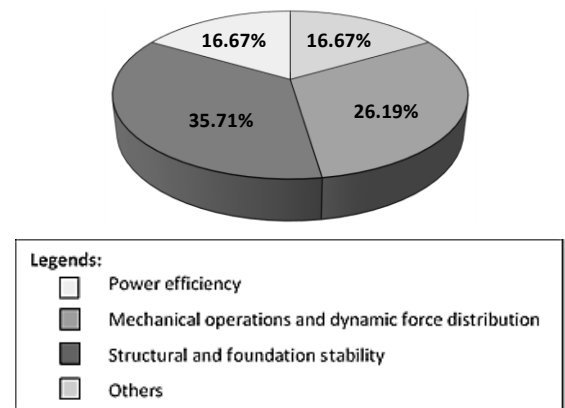 16.67% 16.67%
35.71% 26.19%
Legends:
Power efficiency
Mechanical operations and dynamic force distribution
Structural and foundation stability
Others